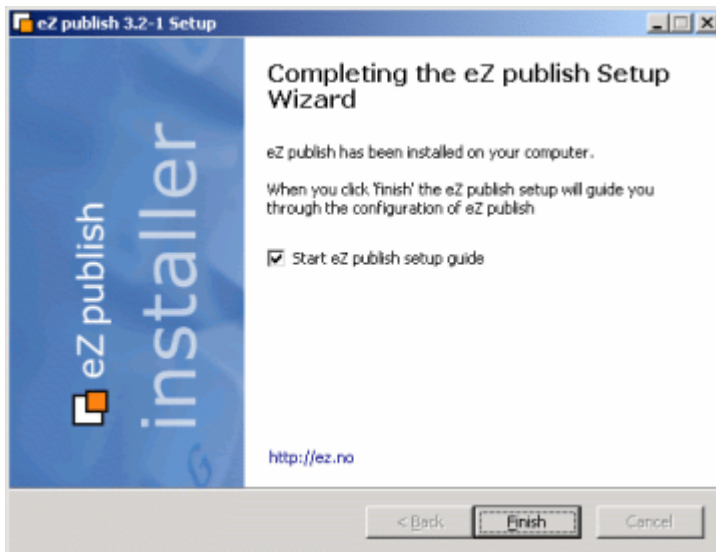 eZ publish 3.2-1 Setup
eZ publish
installer
Completing the eZ publish Setup
Wizard
eZ publish has been installed on your computer.
When you click 'finish' the eZ publish setup will guide you
through the configuration of eZ publish
Start eZ publish setup guide
http://ez.no
< Back
Finish
Cancel